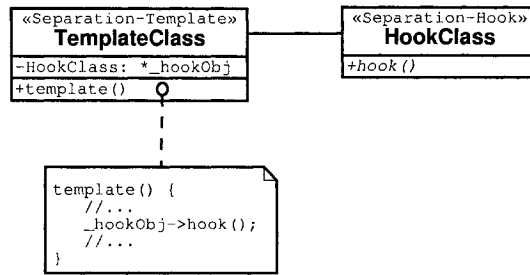 «Separation-Template»
TemplateClass
-HookClass: *_hookObj
+template()
«Separation-Hook»
HookClass
+hook()
template() {
//...
_hookObj->hook();
//...
}